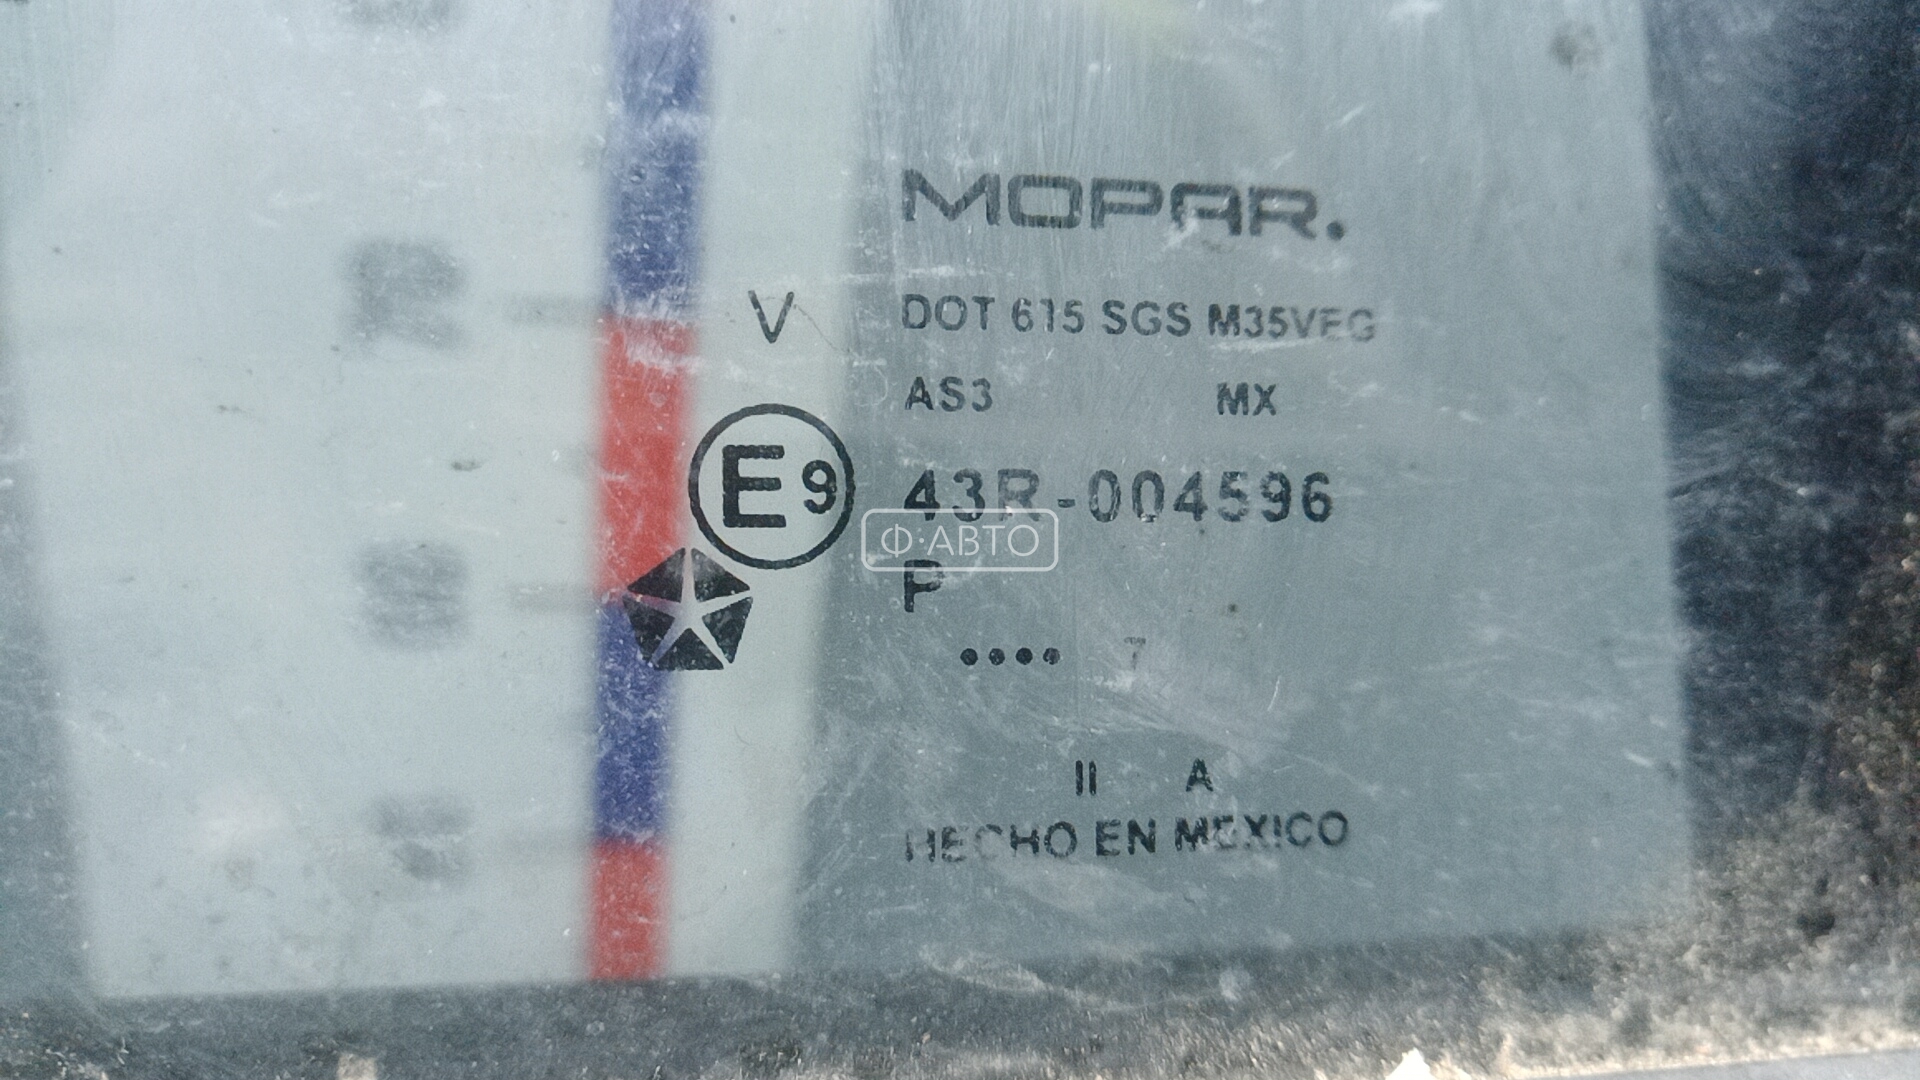 MOPAR.
V DOT 615 SGS M35VEG
AS3 MX
E9 43R-004596
Ф·АВТО
P
•••• 7
II A
HECHO EN MEXICO